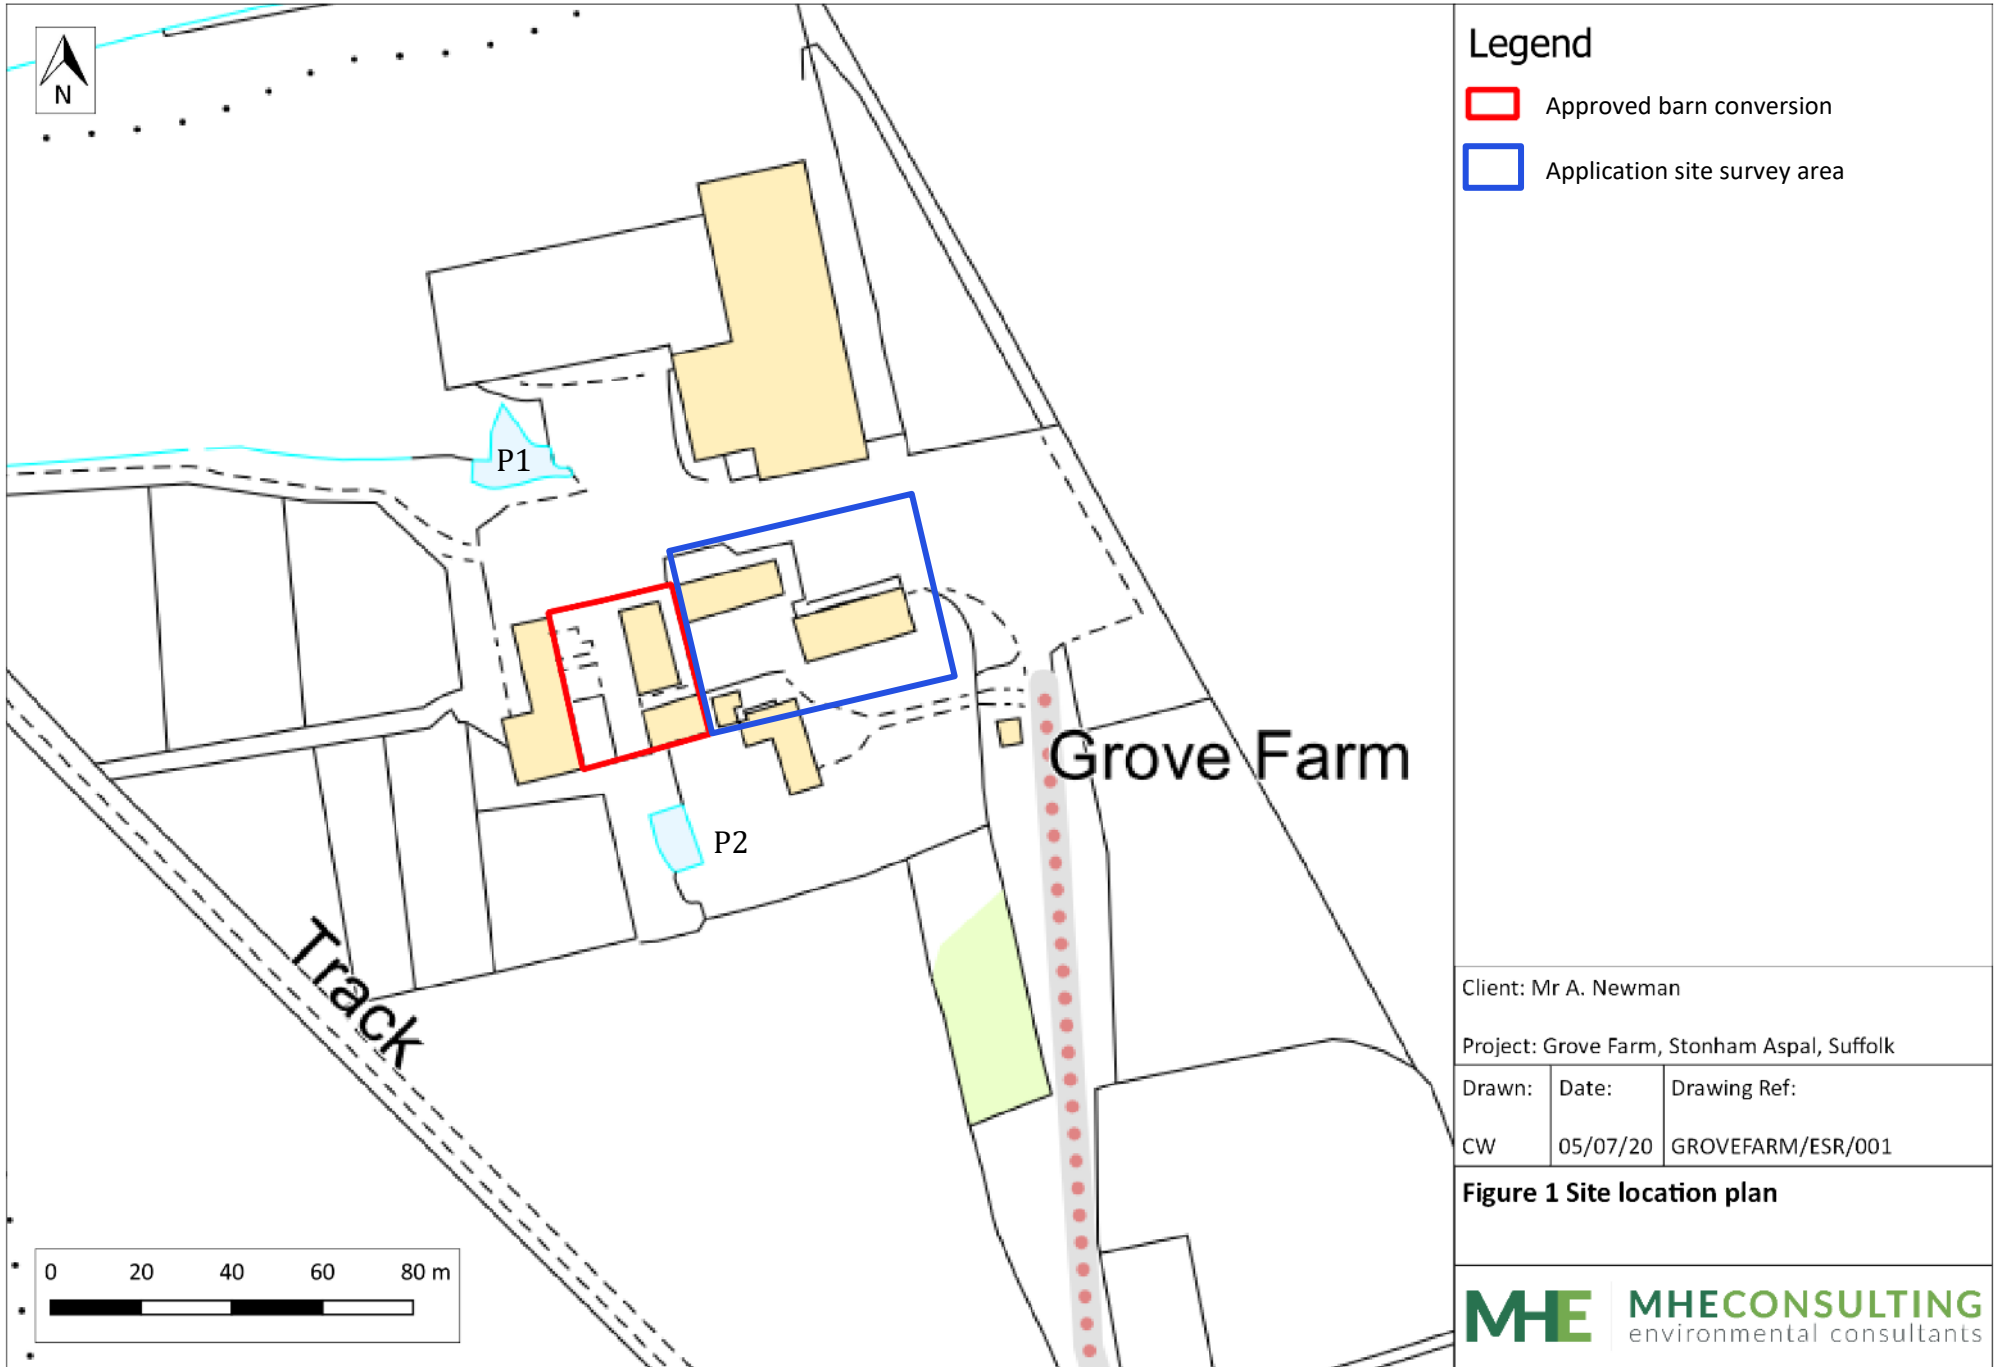 N
P1
P2
Grove Farm
Track
0 20 40 60 80 m
Legend
Approved barn conversion
Application site survey area
Client: Mr A. Newman
Project: Grove Farm, Stonham Aspal, Suffolk
Drawn: Date: Drawing Ref:
CW 05/07/20 GROVEFARM/ESR/001
Figure 1 Site location plan
MHE MHECONSULTING
environmental consultants